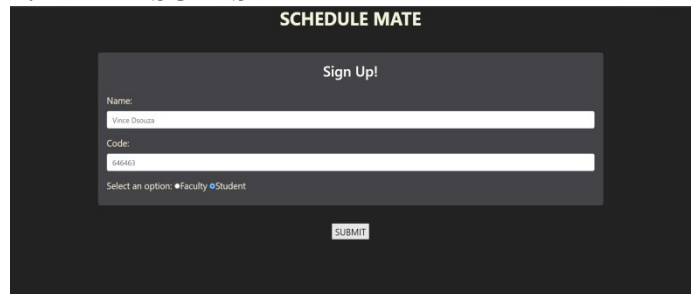 SCHEDULE MATE
Sign Up!
Name:
Vince Dsouza
Code:
646463
Select an option: Faculty Student
SUBMIT